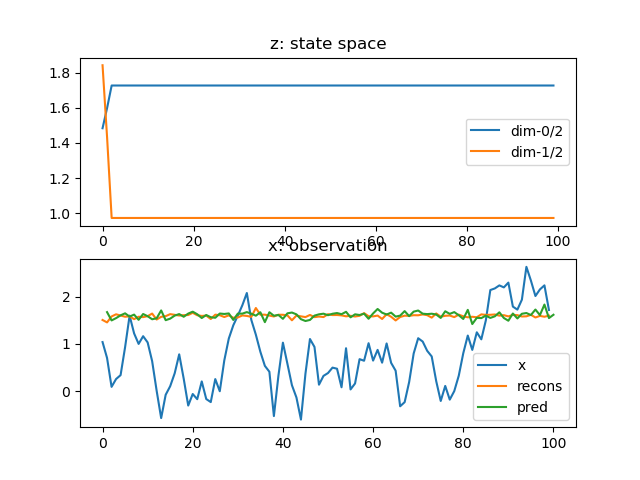 z: state space
1.8
1.6
1.4
1.2
1.0
dim-0/2
dim-1/2
0 20 40 60 80 100
x: observation
2
1
0
x
recons
pred
0 20 40 60 80 100